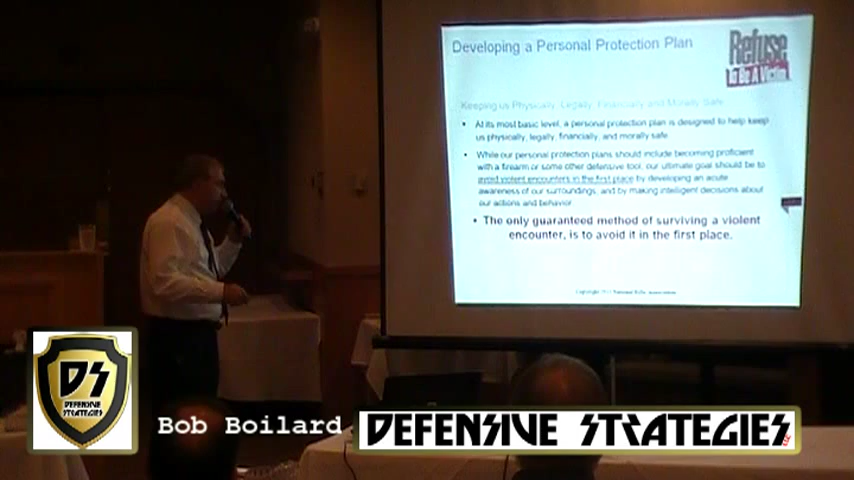 Developing a Personal Protection Plan
Refuse
To Be A Victim
Keeping us Physically, Legally, Financially and Morally Safe
• At its most basic level, a personal protection plan is designed to help keep
us physically, legally, financially, and morally safe.
• While our personal protection plans should include becoming proficient
with a firearm or some other defensive tool, our ultimate goal should be to
avoid violent encounters in the first place by developing an acute
awareness of our surroundings, and by making intelligent decisions about
our actions and behavior.
• The only guaranteed method of surviving a violent
encounter, is to avoid it in the first place.
DS
DEFENSIVE
STRATEGIES
Bob Boilard
DEFENSIVE STRATEGIES